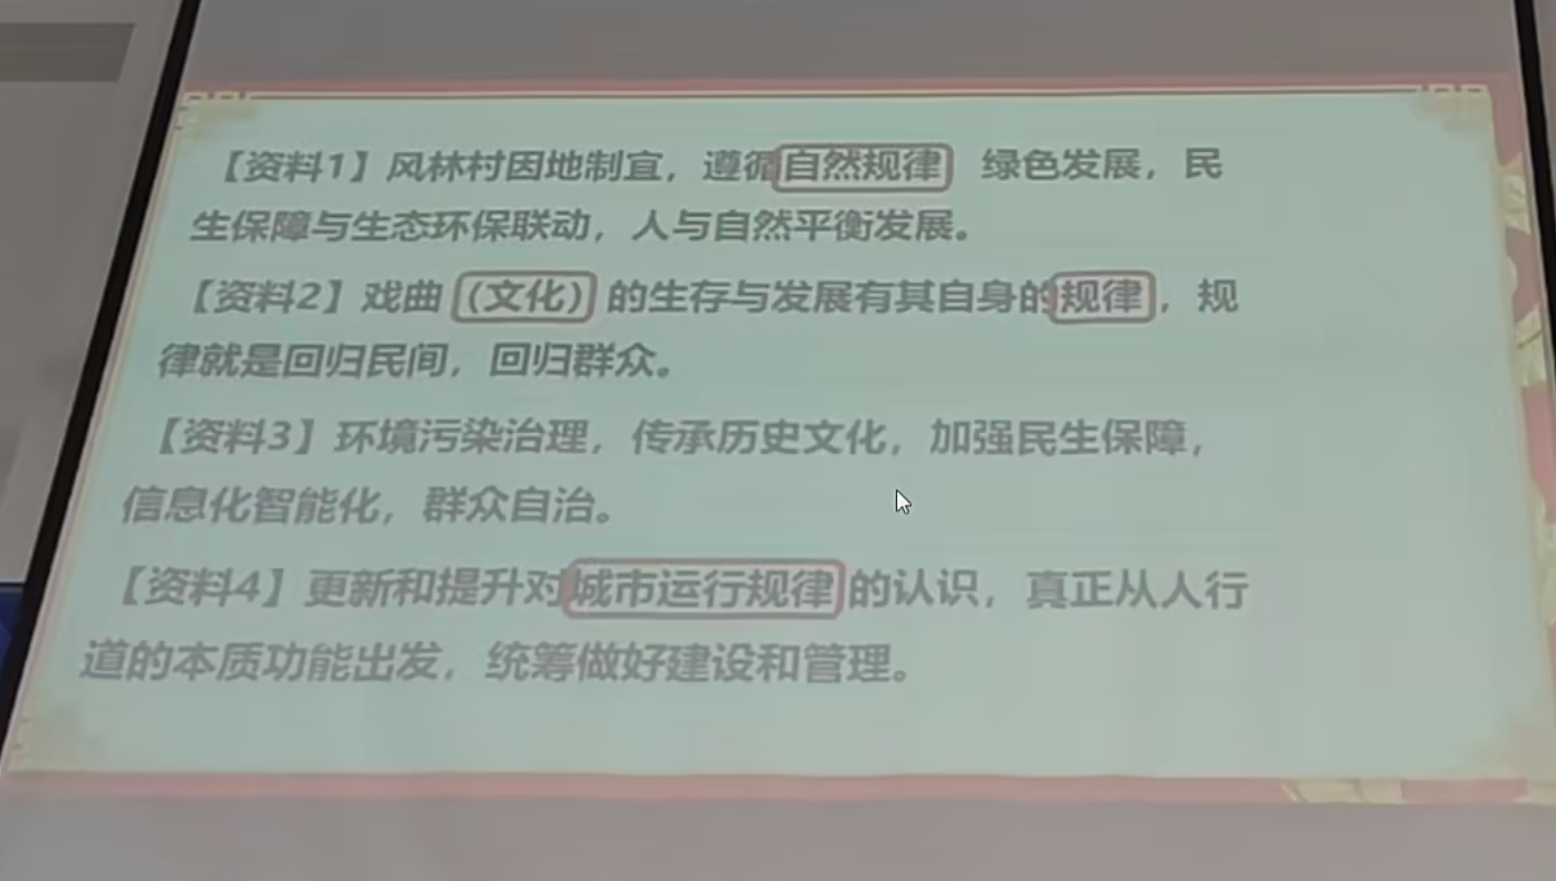 【资料1】风林村因地制宜，遵循自然规律 绿色发展，民
生保障与生态环保联动，人与自然平衡发展。
【资料2】戏曲（文化）的生存与发展有其自身的规律，规
律就是回归民间，回归群众。
【资料3】环境污染治理，传承历史文化，加强民生保障，
信息化智能化，群众自治。
【资料4】更新和提升对城市运行规律的认识，真正从人行
道的本质功能出发，统筹做好建设和管理。